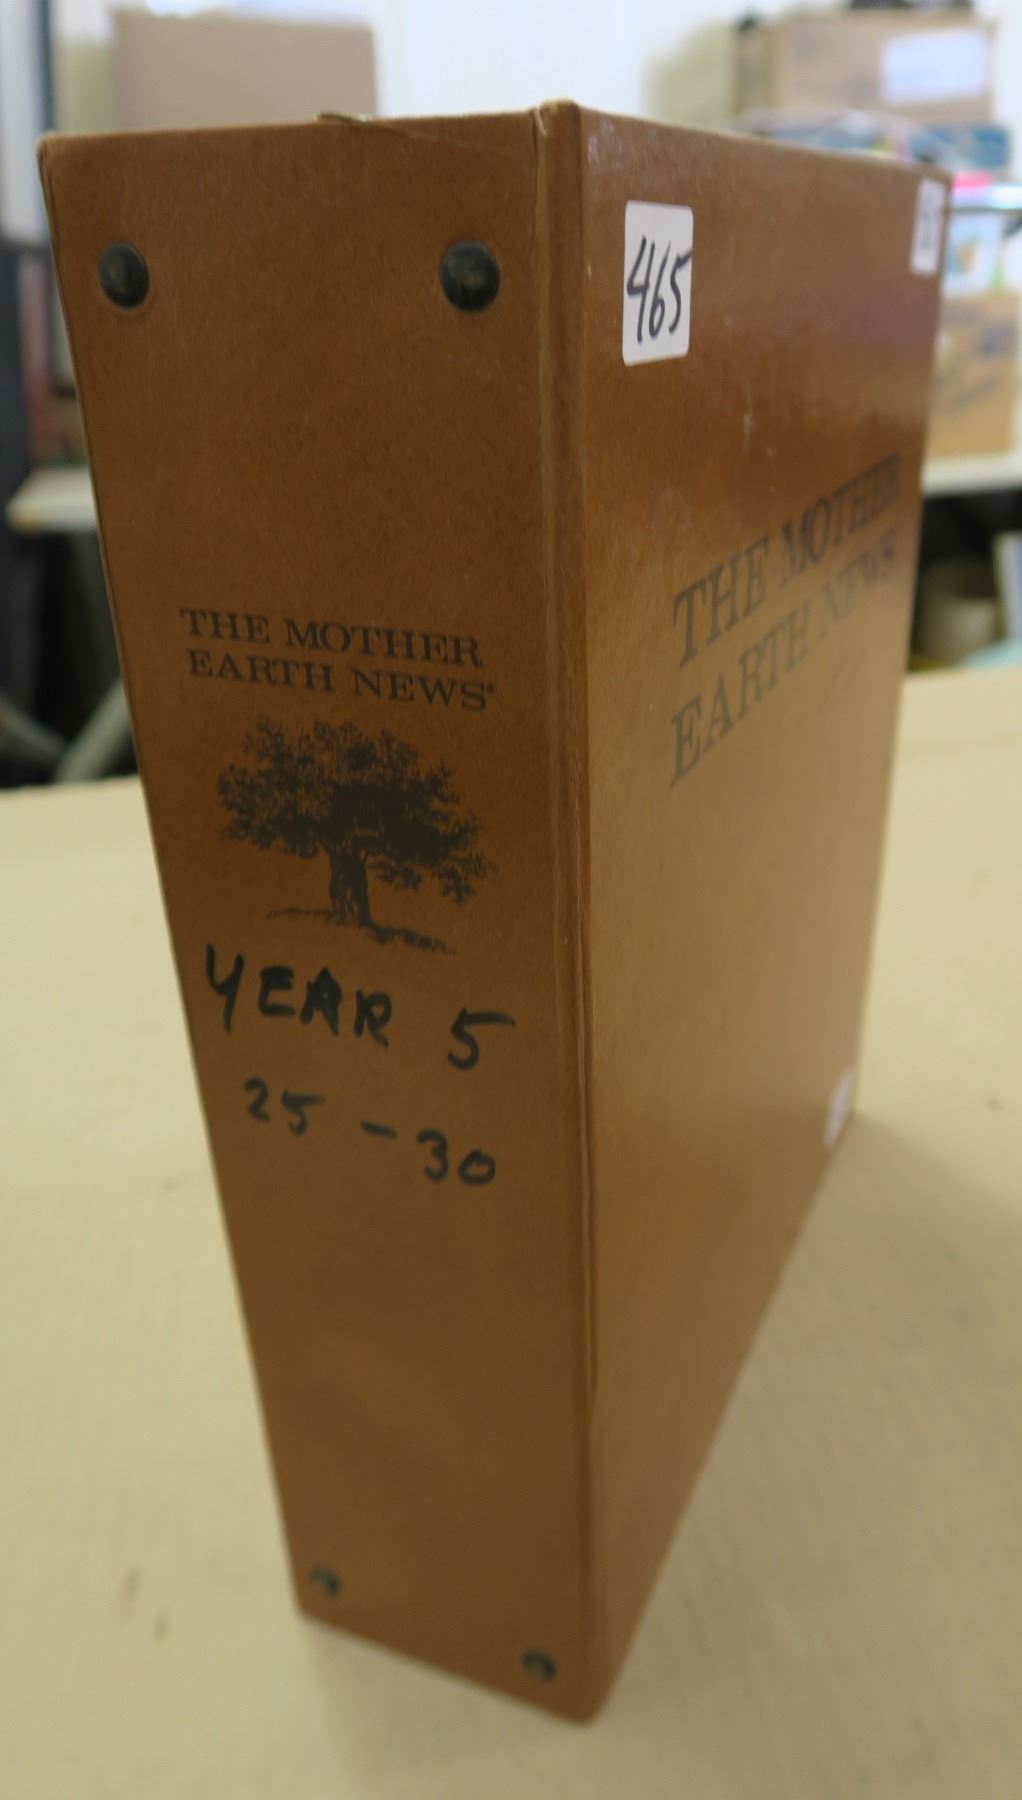 THE MOTHER
EARTH NEWS®
YEAR 5
25 - 30
465
THE MOTHER
EARTH NEWS